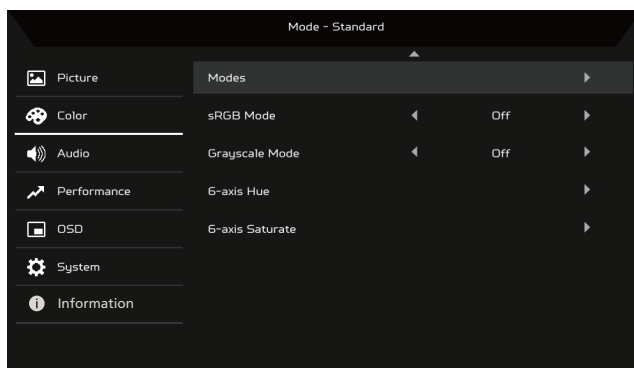 Mode - Standard
Picture
Modes
Color
sRGB Mode Off
Audio
Grayscale Mode Off
Performance
6-axis Hue
OSD
6-axis Saturate
System
Information